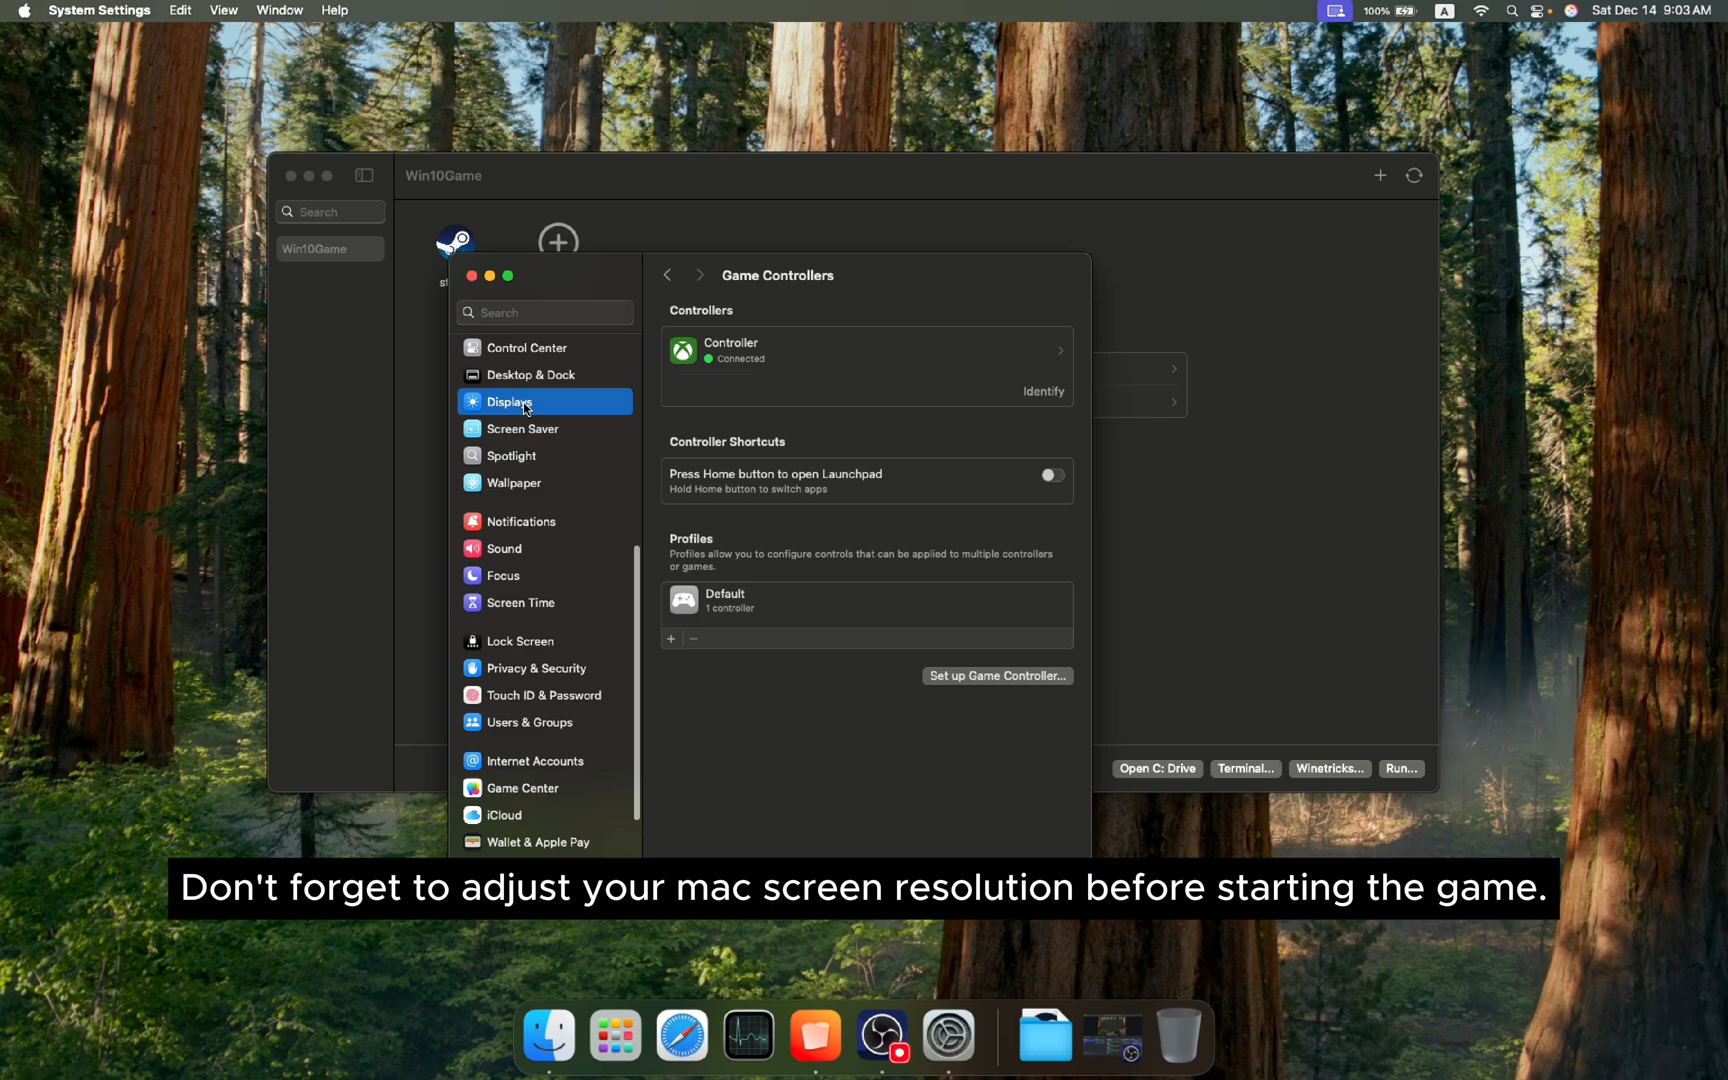 System Settings Edit View Window Help
100% A Sat Dec 14 9:03 AM
Win10Game
Search
Win10Game
st
Search
Control Center
Desktop & Dock
Displays
Screen Saver
Spotlight
Wallpaper
Notifications
Sound
Focus
Screen Time
Lock Screen
Privacy & Security
Touch ID & Password
Users & Groups
Internet Accounts
Game Center
iCloud
Wallet & Apple Pay
Game Controllers
Controllers
Controller
Connected
Identify
Controller Shortcuts
Press Home button to open Launchpad
Hold Home button to switch apps
Profiles
Profiles allow you to configure controls that can be applied to multiple controllers
or games.
Default
1 controller
Set up Game Controller...
Open C: Drive Terminal... Winetricks... Run...
Don't forget to adjust your mac screen resolution before starting the game.